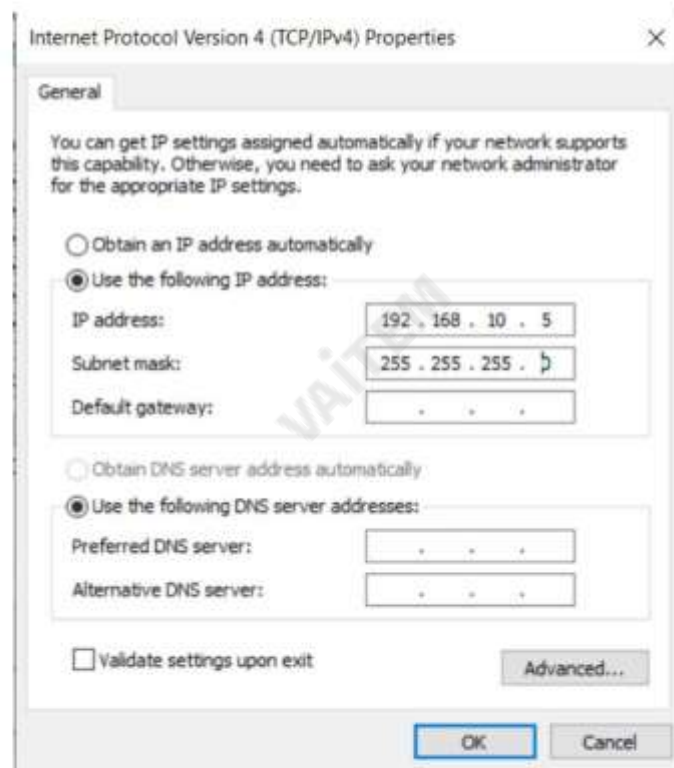 Internet Protocol Version 4 (TCP/IPv4) Properties
General
You can get IP settings assigned automatically if your network supports
this capability. Otherwise, you need to ask your network administrator
for the appropriate IP settings.
Obtain an IP address automatically
Use the following IP address:
IP address: 192 . 168 . 10 . 5
Subnet mask: 255 . 255 . 255 .
Default gateway: . . .
Obtain DNS server address automatically
Use the following DNS server addresses:
Preferred DNS server: . . .
Alternative DNS server: . . .
Validate settings upon exit
Advanced...
OK Cancel
VAITEM